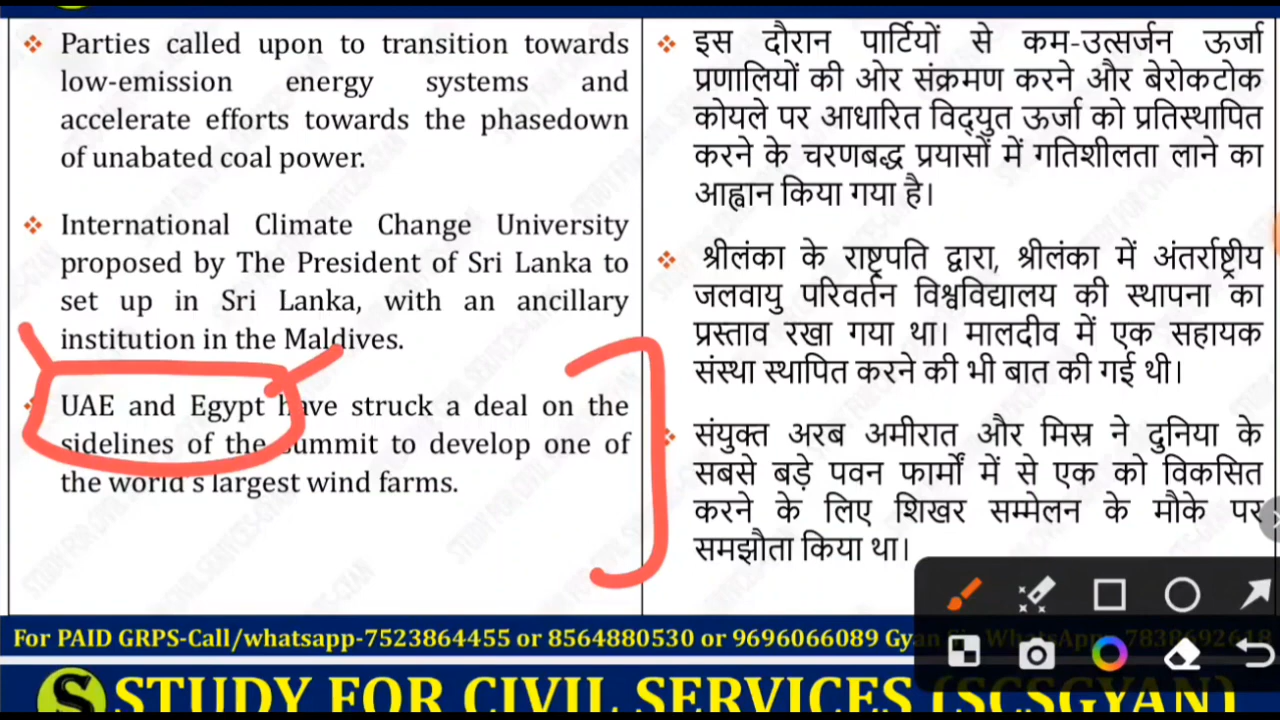 Parties called upon to transition towards
low-emission energy systems and
accelerate efforts towards the phasedown
of unabated coal power.
International Climate Change University
proposed by The President of Sri Lanka to
set up in Sri Lanka, with an ancillary
institution in the Maldives.
UAE and Egypt have struck a deal on the
sidelines of the summit to develop one of
the world's largest wind farms.
इस दौरान पार्टियों से कम-उत्सर्जन ऊर्जा
प्रणालियों की ओर संक्रमण करने और बेरोकटोक
कोयले पर आधारित विद्युत ऊर्जा को प्रतिस्थापित
करने के चरणबद्ध प्रयासों में गतिशीलता लाने का
आह्वान किया गया है।
श्रीलंका के राष्ट्रपति द्वारा, श्रीलंका में अंतर्राष्ट्रीय
जलवायु परिवर्तन विश्वविद्यालय की स्थापना का
प्रस्ताव रखा गया था। मालदीव में एक सहायक
संस्था स्थापित करने की भी बात की गई थी।
संयुक्त अरब अमीरात और मिस्र ने दुनिया के
सबसे बड़े पवन फार्मों में से एक को विकसित
करने के लिए शिखर सम्मेलन के मौके पर
समझौता किया था।
For PAID GRPS-Call/whatsapp-7523864455 or 8564880530 or 9696066089 Gyan
S STUDY FOR CIVIL SERVICES (SCSGYAN)